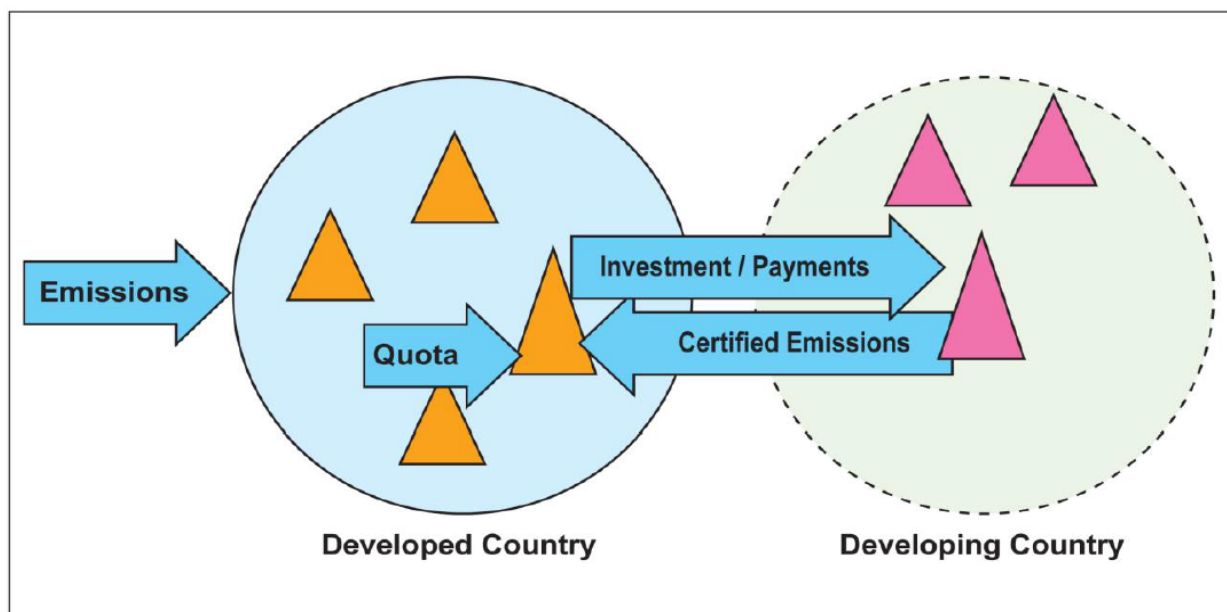 Emissions
Investment / Payments
Quota
Certified Emissions
Developed Country
Developing Country